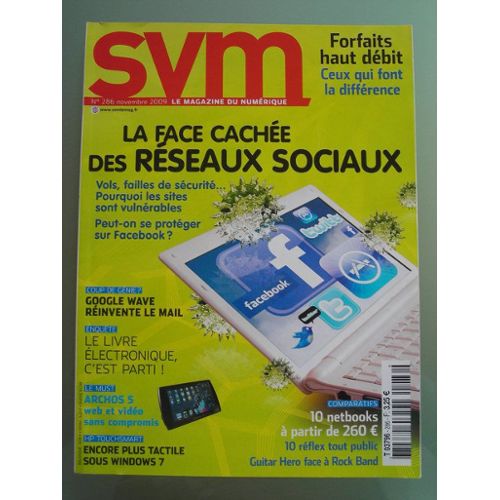 svm
N° 286 novembre 2009 LE MAGAZINE DU NUMÉRIQUE
Forfaits
haut débit
Ceux qui font
la différence
LA FACE CACHÉE
DES RÉSEAUX SOCIAUX
Vols, failles de sécurité...
Pourquoi les sites
sont vulnérables
Peut-on se protéger
sur Facebook ?
facebook
COUP DE GÉNIE ?
GOOGLE WAVE
RÉINVENTE LE MAIL
ENQUÊTE
LE LIVRE
ÉLECTRONIQUE,
C'EST PARTI !
LE MUST
ARCHOS 5
web et vidéo
sans compromis
HP TOUCHSMART
ENCORE PLUS TACTILE
SOUS WINDOWS 7
COMPARATIFS
10 netbooks
à partir de 260 €
10 réflex tout public
Guitar Hero face à Rock Band
T 03796 - 286 - F: 3,25 €